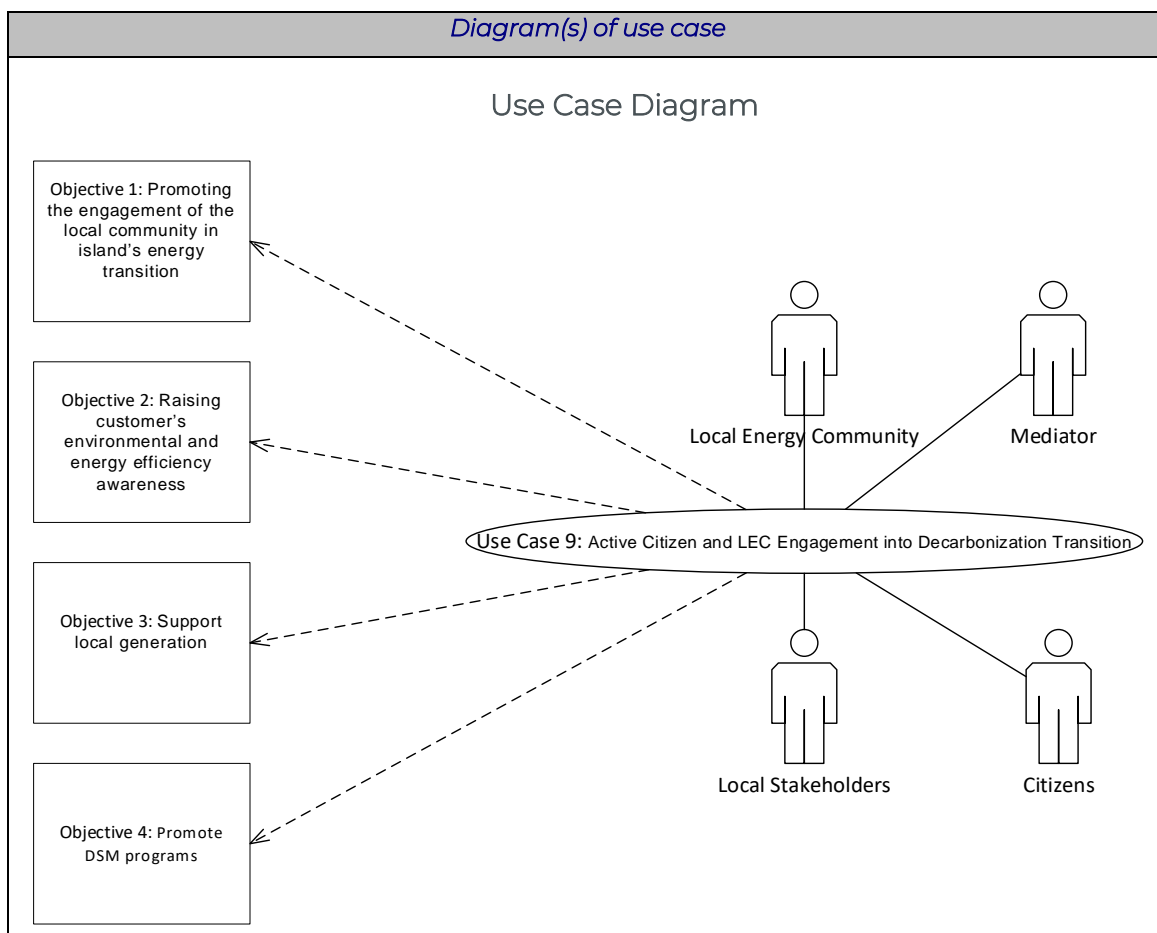 Diagram(s) of use case
Use Case Diagram
Objective 1: Promoting
the engagement of the
local community in
island’s energy
transition
Objective 2: Raising
customer’s
environmental and
energy efficiency
awareness
Objective 3: Support
local generation
Objective 4: Promote
DSM programs
Local Energy Community
Mediator
Use Case 9: Active Citizen and LEC Engagement into Decarbonization Transition
Local Stakeholders
Citizens